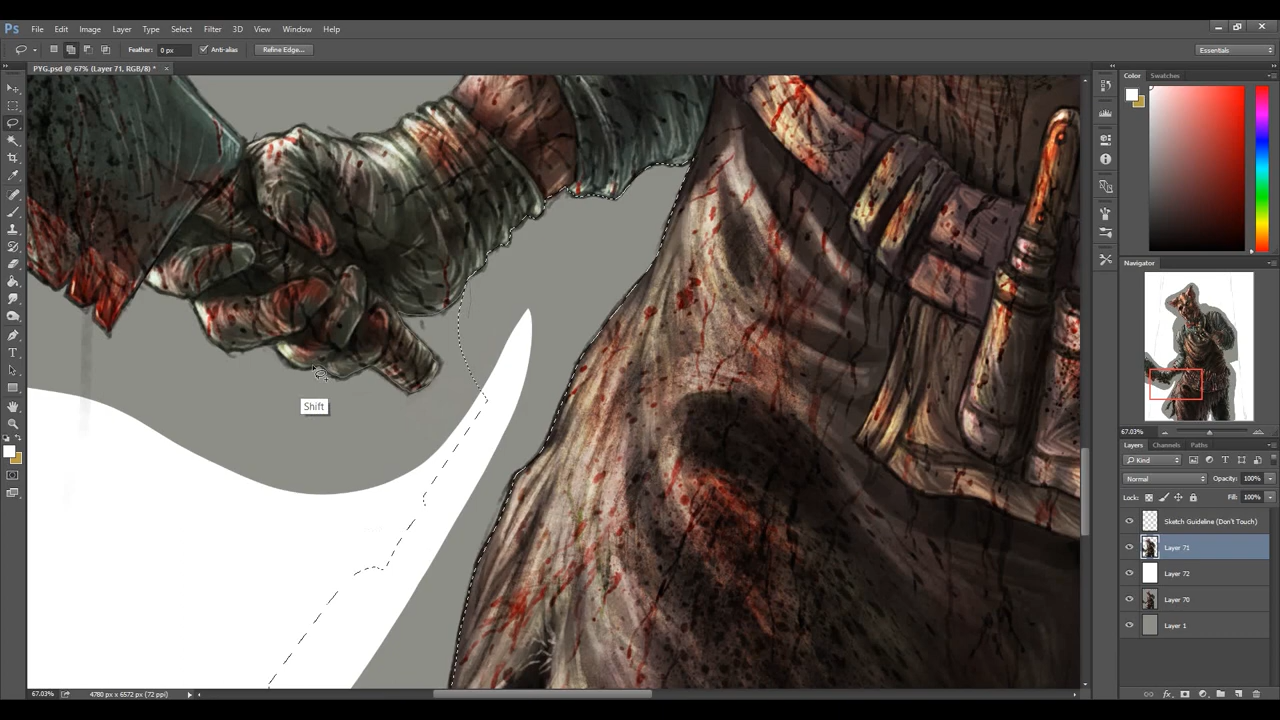 Ps File Edit Image Layer Type Select Filter 3D View Window Help
Feather: 0 px Anti-alias Refine Edge... Essentials
PYG.psd @ 67% (Layer 71, RGB/8) * ×
Color Swatches
Shift
Navigator
67.03%
Layers Channels Paths
Kind
Normal Opacity: 100%
Lock: Fill: 100%
Sketch Guideline (Don't Touch)
Layer 71
Layer 72
Layer 70
Layer 1
67.03% 4780 px x 6572 px (72 ppi)
fx